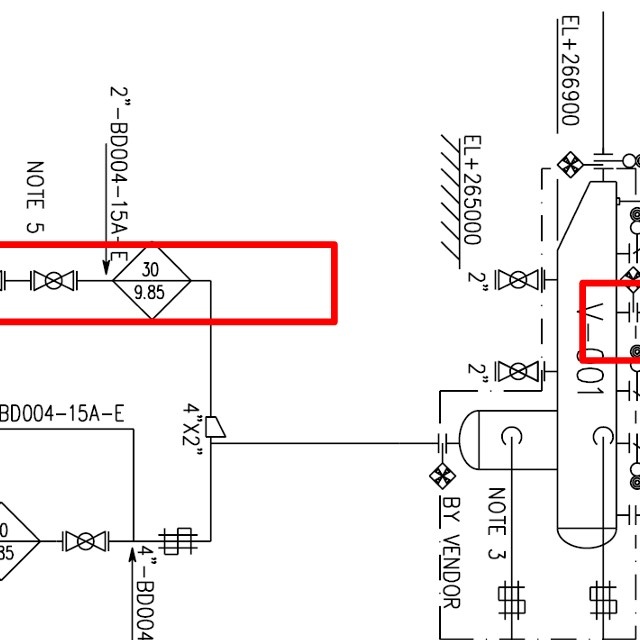 EL+266900
2"-BD004-15A-E
NOTE 5
EL+265000
30
9.85
2"
2"
V-001
BD004-15A-E
4"X2"
BY VENDOR
NOTE 3
4"-BD004